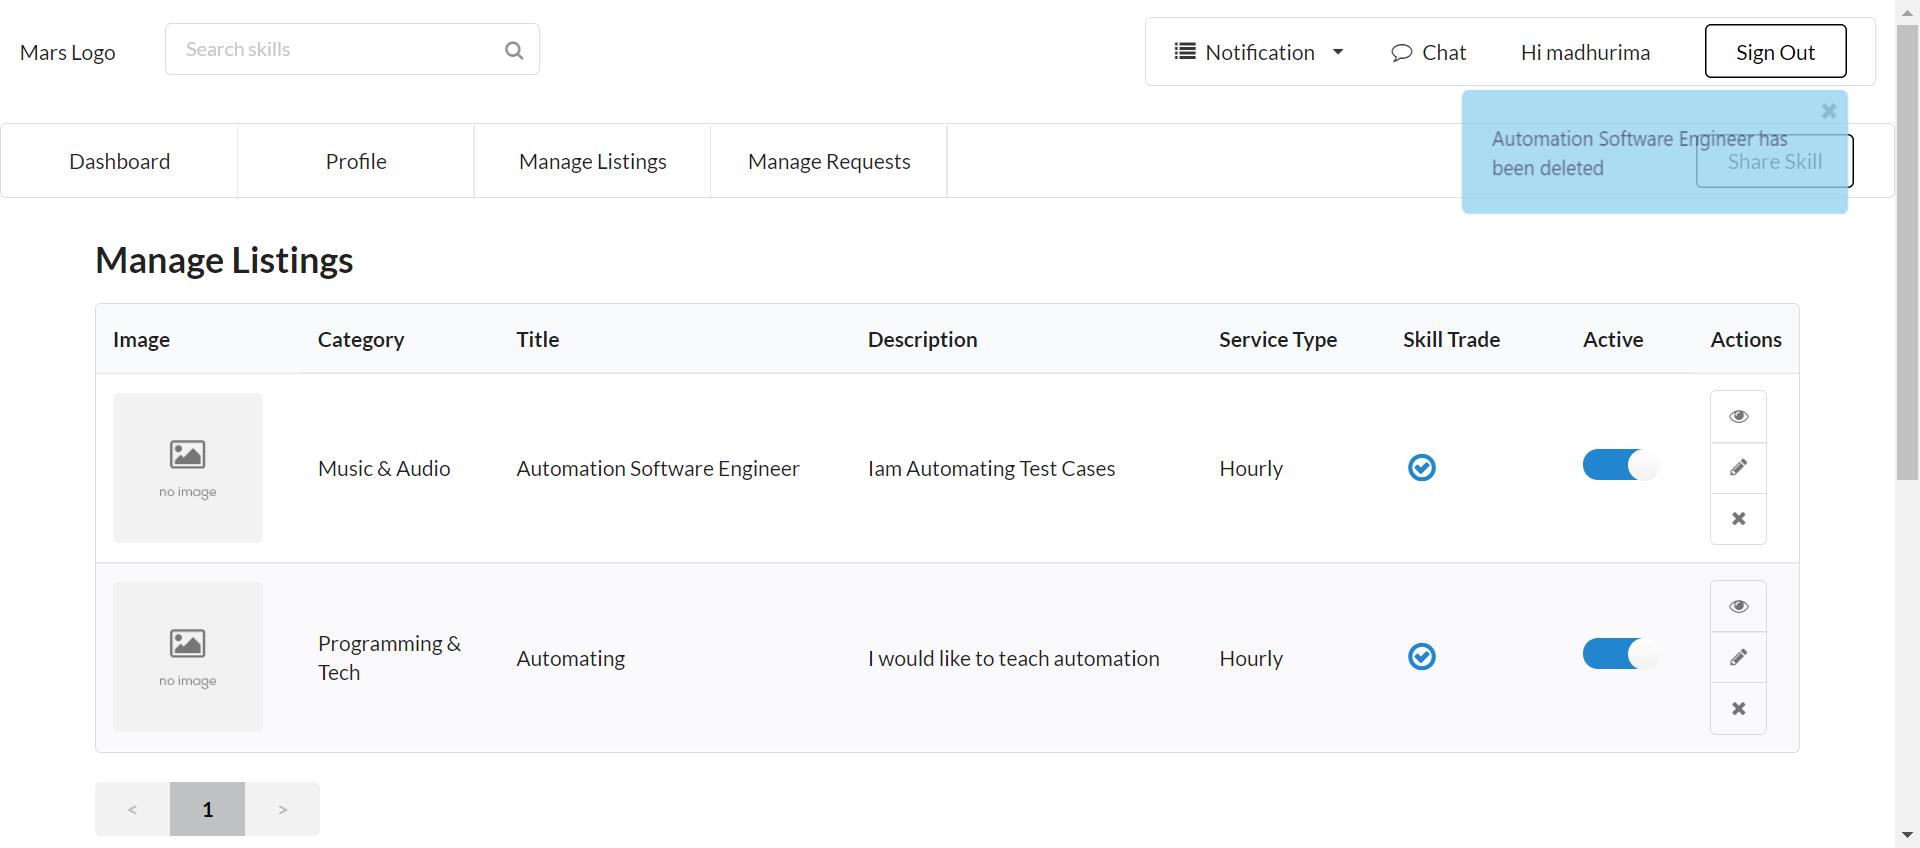 Mars Logo
Search skills
Notification
Chat
Hi madhurima
Sign Out
Dashboard
Profile
Manage Listings
Manage Requests
Share Skill
Automation Software Engineer has
been deleted
Manage Listings
Image Category Title Description Service Type Skill Trade Active Actions
no image
Music & Audio
Automation Software Engineer
Iam Automating Test Cases
Hourly
no image
Programming &
Tech
Automating
I would like to teach automation
Hourly
< 1 >